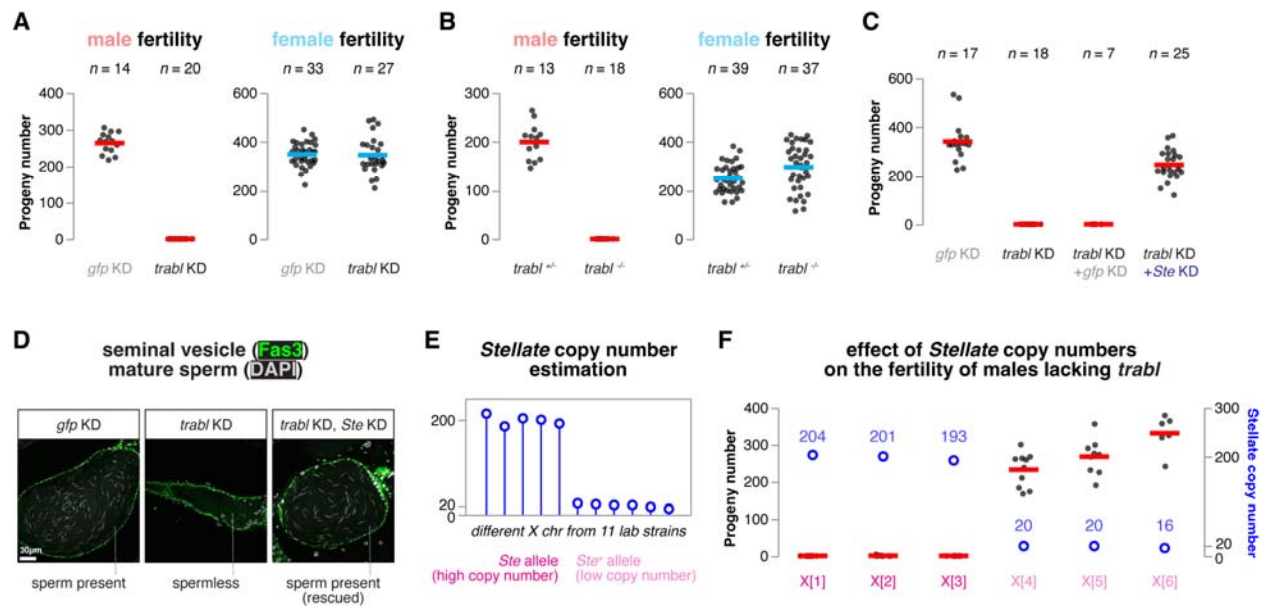 A
male fertility
n = 14 n = 20
400
300
200
100
0
Progeny number
gfp KD trabl KD
female fertility
n = 33 n = 27
600
400
200
0
gfp KD trabl KD
B
male fertility
n = 13 n = 18
300
200
100
0
Progeny number
trabl +/- trabl -/-
female fertility
n = 39 n = 37
600
400
200
0
trabl +/- trabl -/-
C
n = 17 n = 18 n = 7 n = 25
600
400
200
0
Progeny number
gfp KD trabl KD trabl KD trabl KD
+gfp KD +Ste KD
D
seminal vesicle (Fas3)
mature sperm (DAPI)
gfp KD trabl KD trabl KD, Ste KD
30µm
sperm present spermless sperm present
(rescued)
E
Stellate copy number
estimation
200
20
0
different X chr from 11 lab strains
Ste allele Ste+ allele
(high copy number) (low copy number)
F
effect of Stellate copy numbers
on the fertility of males lacking trabl
400
300
200
100
0
Progeny number
204 201 193
20 20 16
300
200
20
0
Stellate copy number
X[1] X[2] X[3] X[4] X[5] X[6]